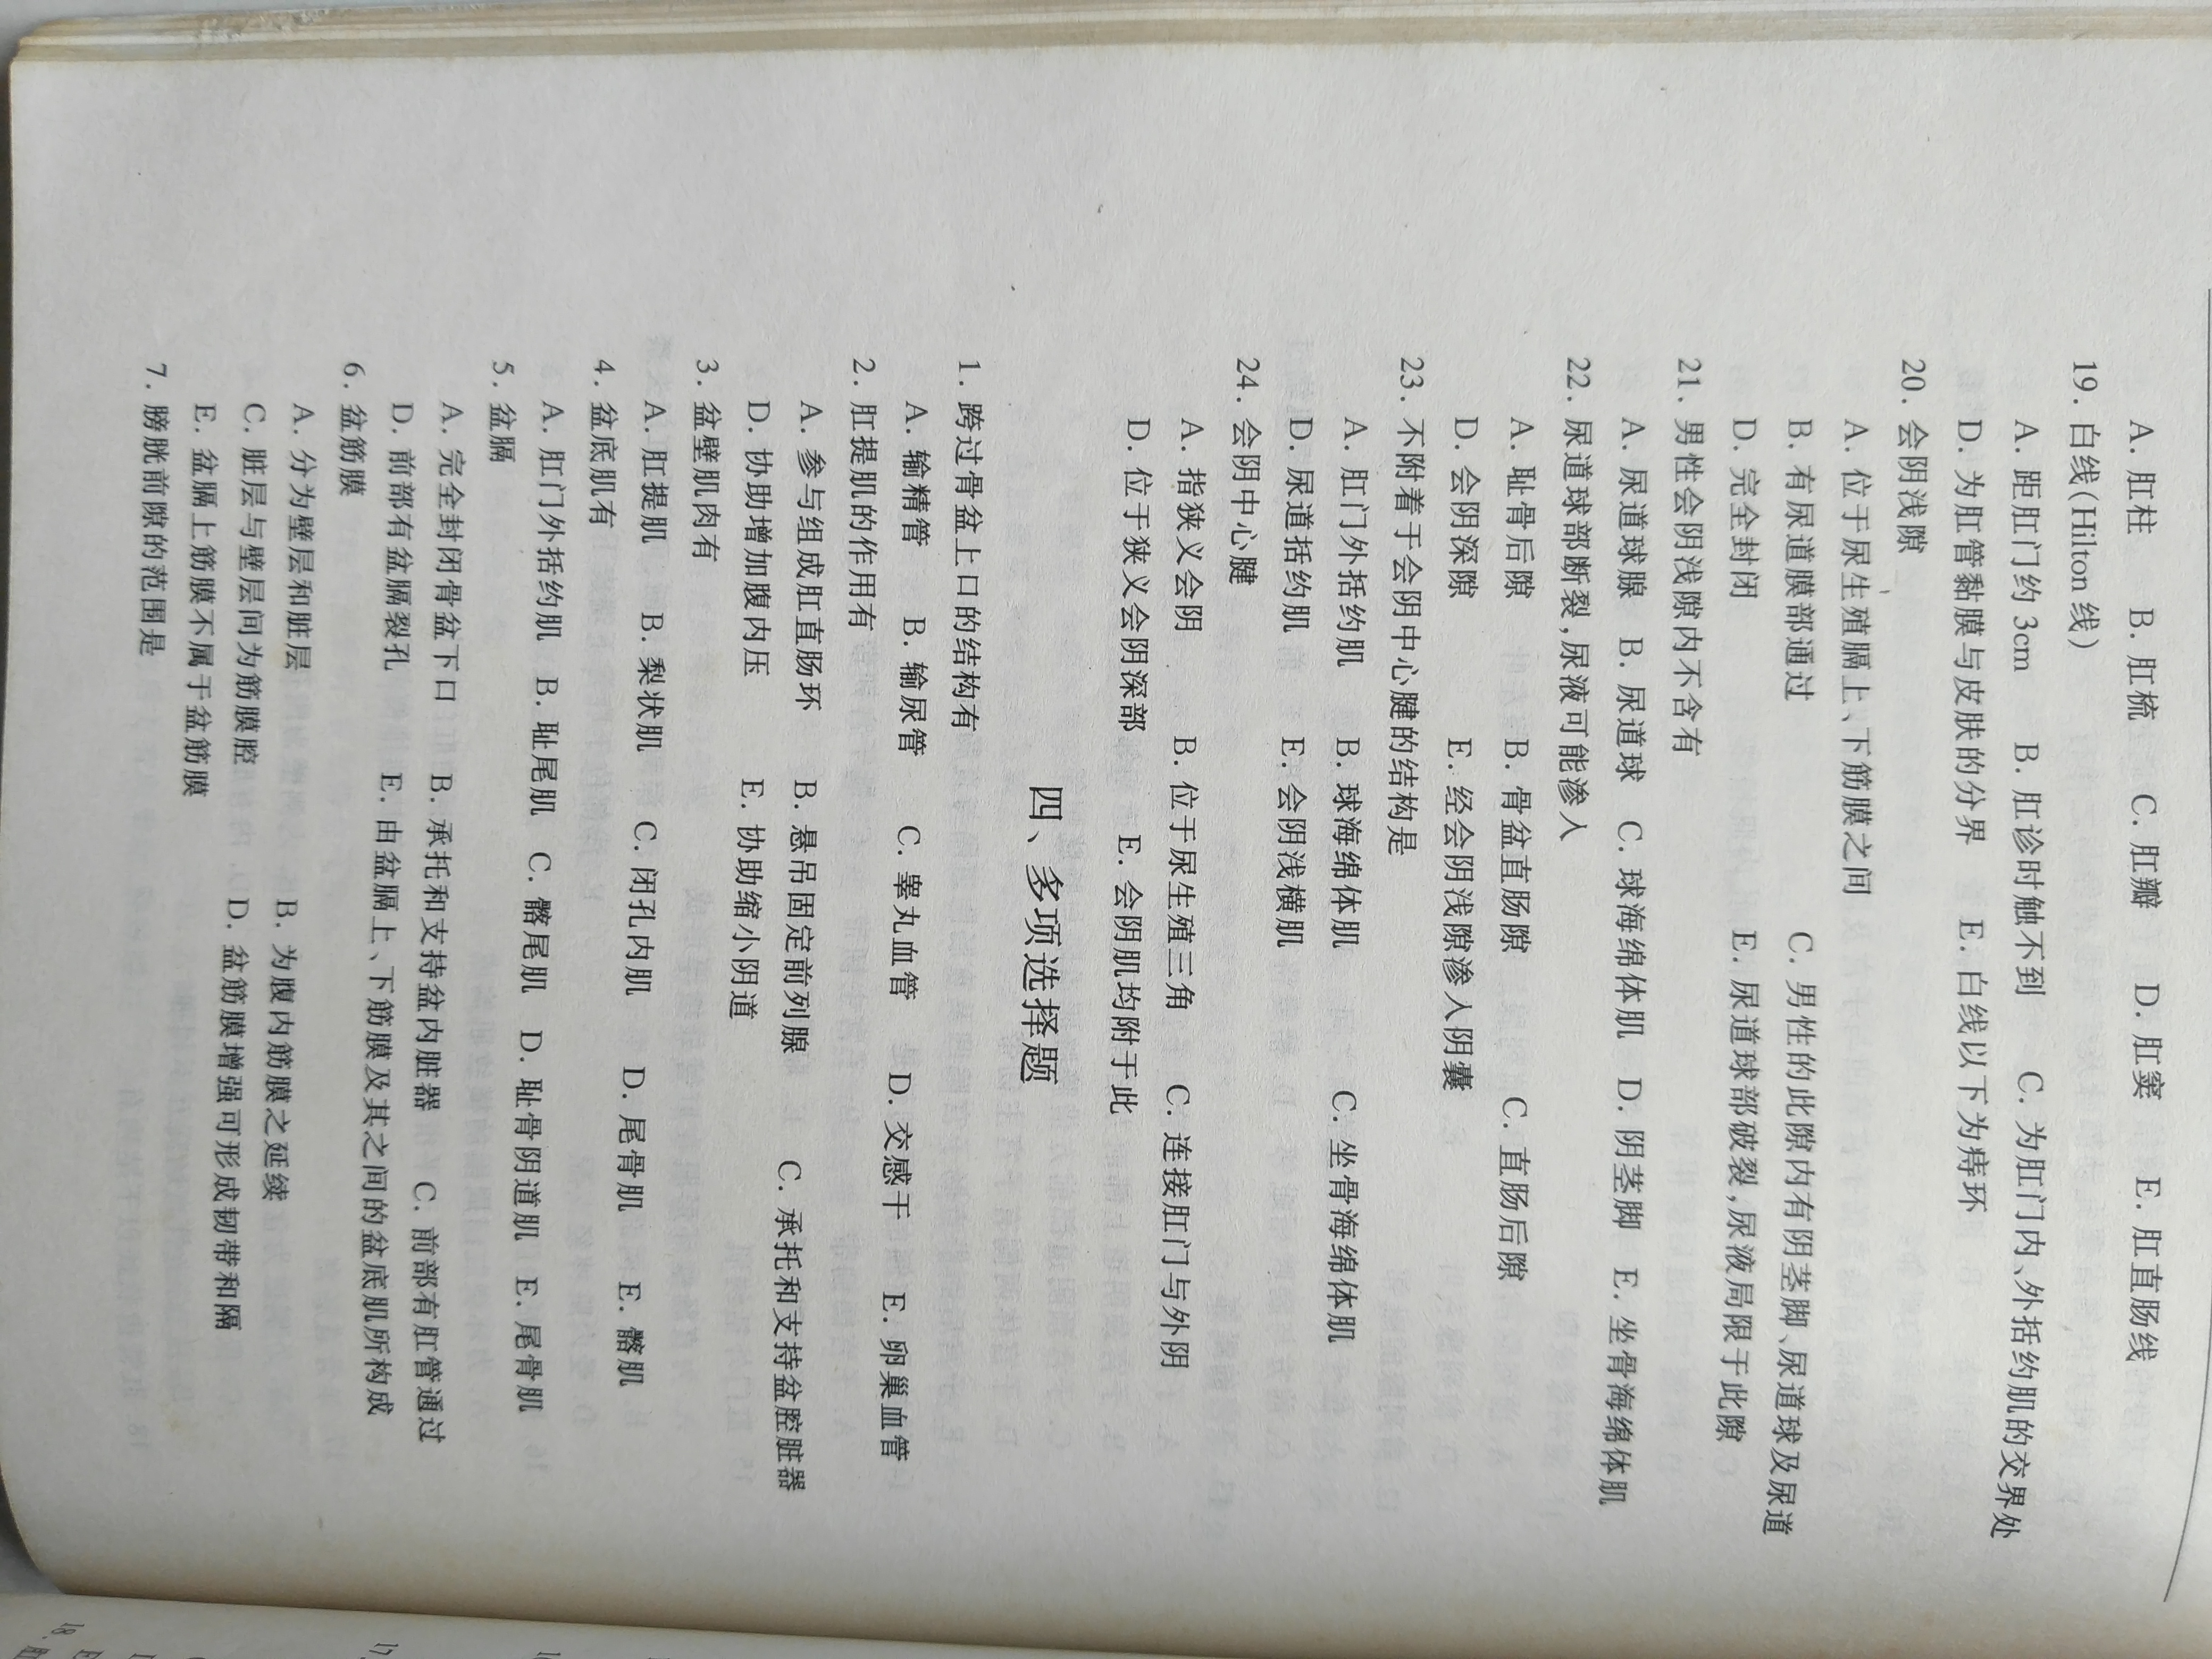 A. 肛柱 B. 肛梳 C. 肛瓣 D. 肛窦 E. 肛直肠线
19. 白线(Hilton 线)
A. 距肛门约 3cm B. 肛诊时触不到 C. 为肛门内、外括约肌的交界处
D. 为肛管黏膜与皮肤的分界 E. 白线以下为痔环
20. 会阴浅隙
A. 位于尿生殖膈上、下筋膜之间
B. 有尿道膜部通过 C. 男性的此隙内有阴茎脚、尿道球及尿道
D. 完全封闭 E. 尿道球部破裂,尿液局限于此隙
21. 男性会阴浅隙内不含有
A. 尿道球腺 B. 尿道球 C. 球海绵体肌 D. 阴茎脚 E. 坐骨海绵体肌
22. 尿道球部断裂,尿液可能渗入
A. 耻骨后隙 B. 骨盆直肠隙 C. 直肠后隙
D. 会阴深隙 E. 经会阴浅隙渗入阴囊
23. 不附着于会阴中心腱的结构是
A. 肛门外括约肌 B. 球海绵体肌 C. 坐骨海绵体肌
D. 尿道括约肌 E. 会阴浅横肌
24. 会阴中心腱
A. 指狭义会阴 B. 位于尿生殖三角 C. 连接肛门与外阴
D. 位于狭义会阴深部 E. 会阴肌均附于此
四、多项选择题
1. 跨过骨盆上口的结构有
A. 输精管 B. 输尿管 C. 睾丸血管 D. 交感干 E. 卵巢血管
2. 肛提肌的作用有
A. 参与组成肛直肠环 B. 悬吊固定前列腺 C. 承托和支持盆腔脏器
D. 协助增加腹内压 E. 协助缩小阴道
3. 盆壁肌肉有
A. 肛提肌 B. 梨状肌 C. 闭孔内肌 D. 尾骨肌 E. 髂肌
4. 盆底肌有
A. 肛门外括约肌 B. 耻尾肌 C. 髂尾肌 D. 耻骨阴道肌 E. 尾骨肌
5. 盆膈
A. 完全封闭骨盆下口 B. 承托和支持盆内脏器 C. 前部有肛管通过
D. 前部有盆膈裂孔 E. 由盆膈上、下筋膜及其之间的盆底肌所构成
6. 盆筋膜
A. 分为壁层和脏层 B. 为腹内筋膜之延续
C. 脏层与壁层间为筋膜腔 D. 盆筋膜增强可形成韧带和隔
E. 盆膈上筋膜不属于盆筋膜
7. 膀胱前隙的范围是